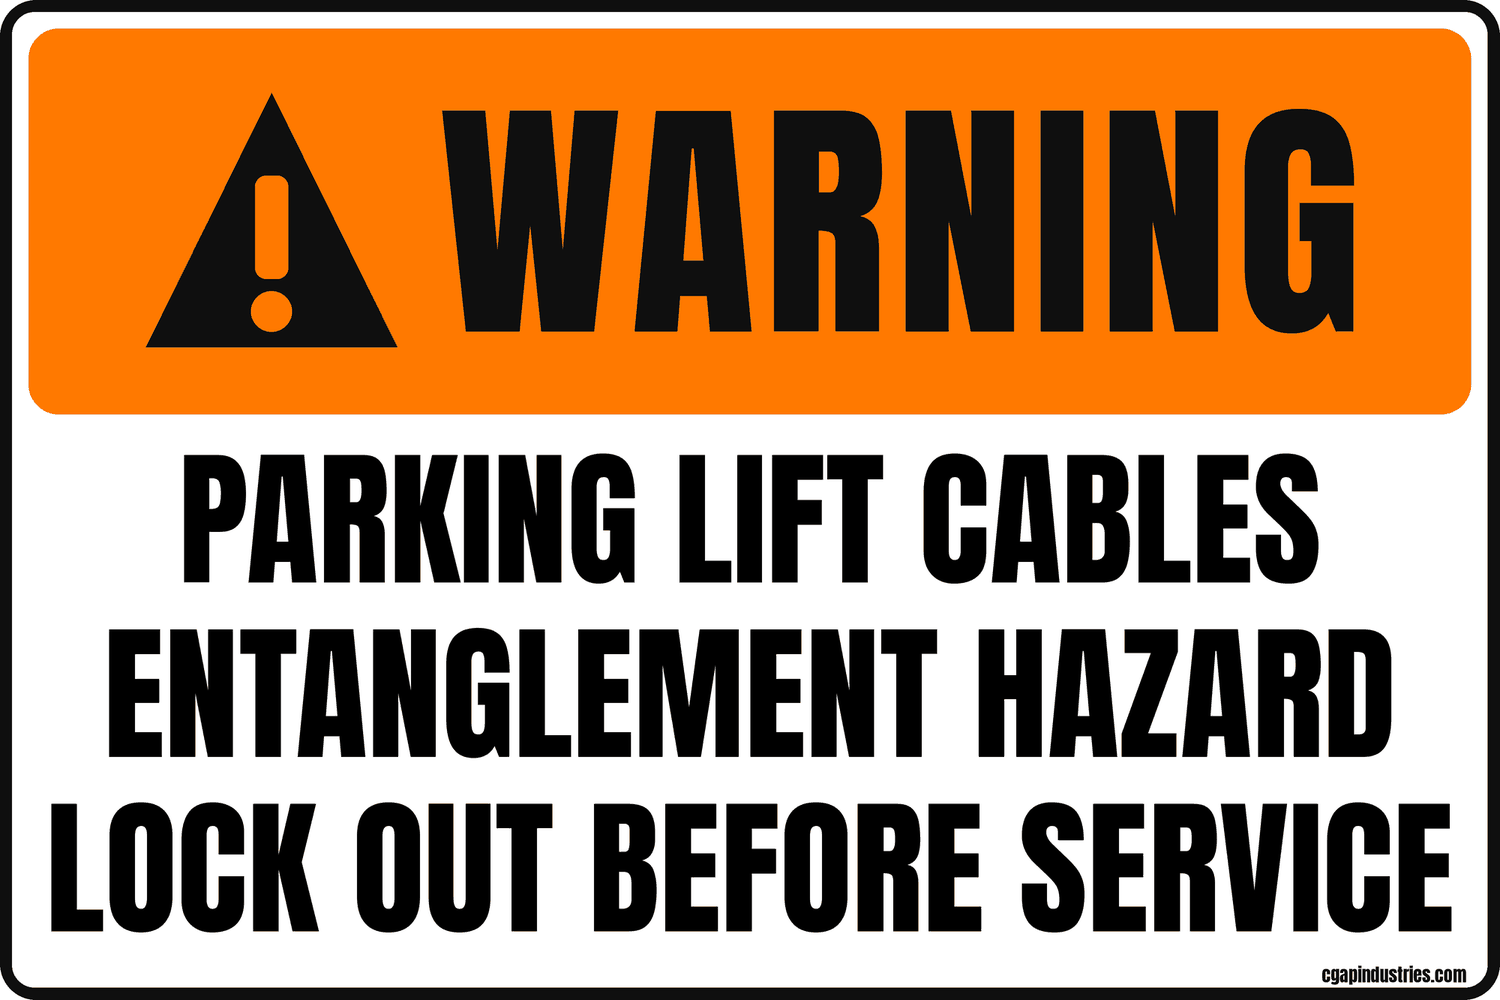 WARNING
PARKING LIFT CABLES
ENTANGLEMENT HAZARD
LOCK OUT BEFORE SERVICE
cgapindustries.com